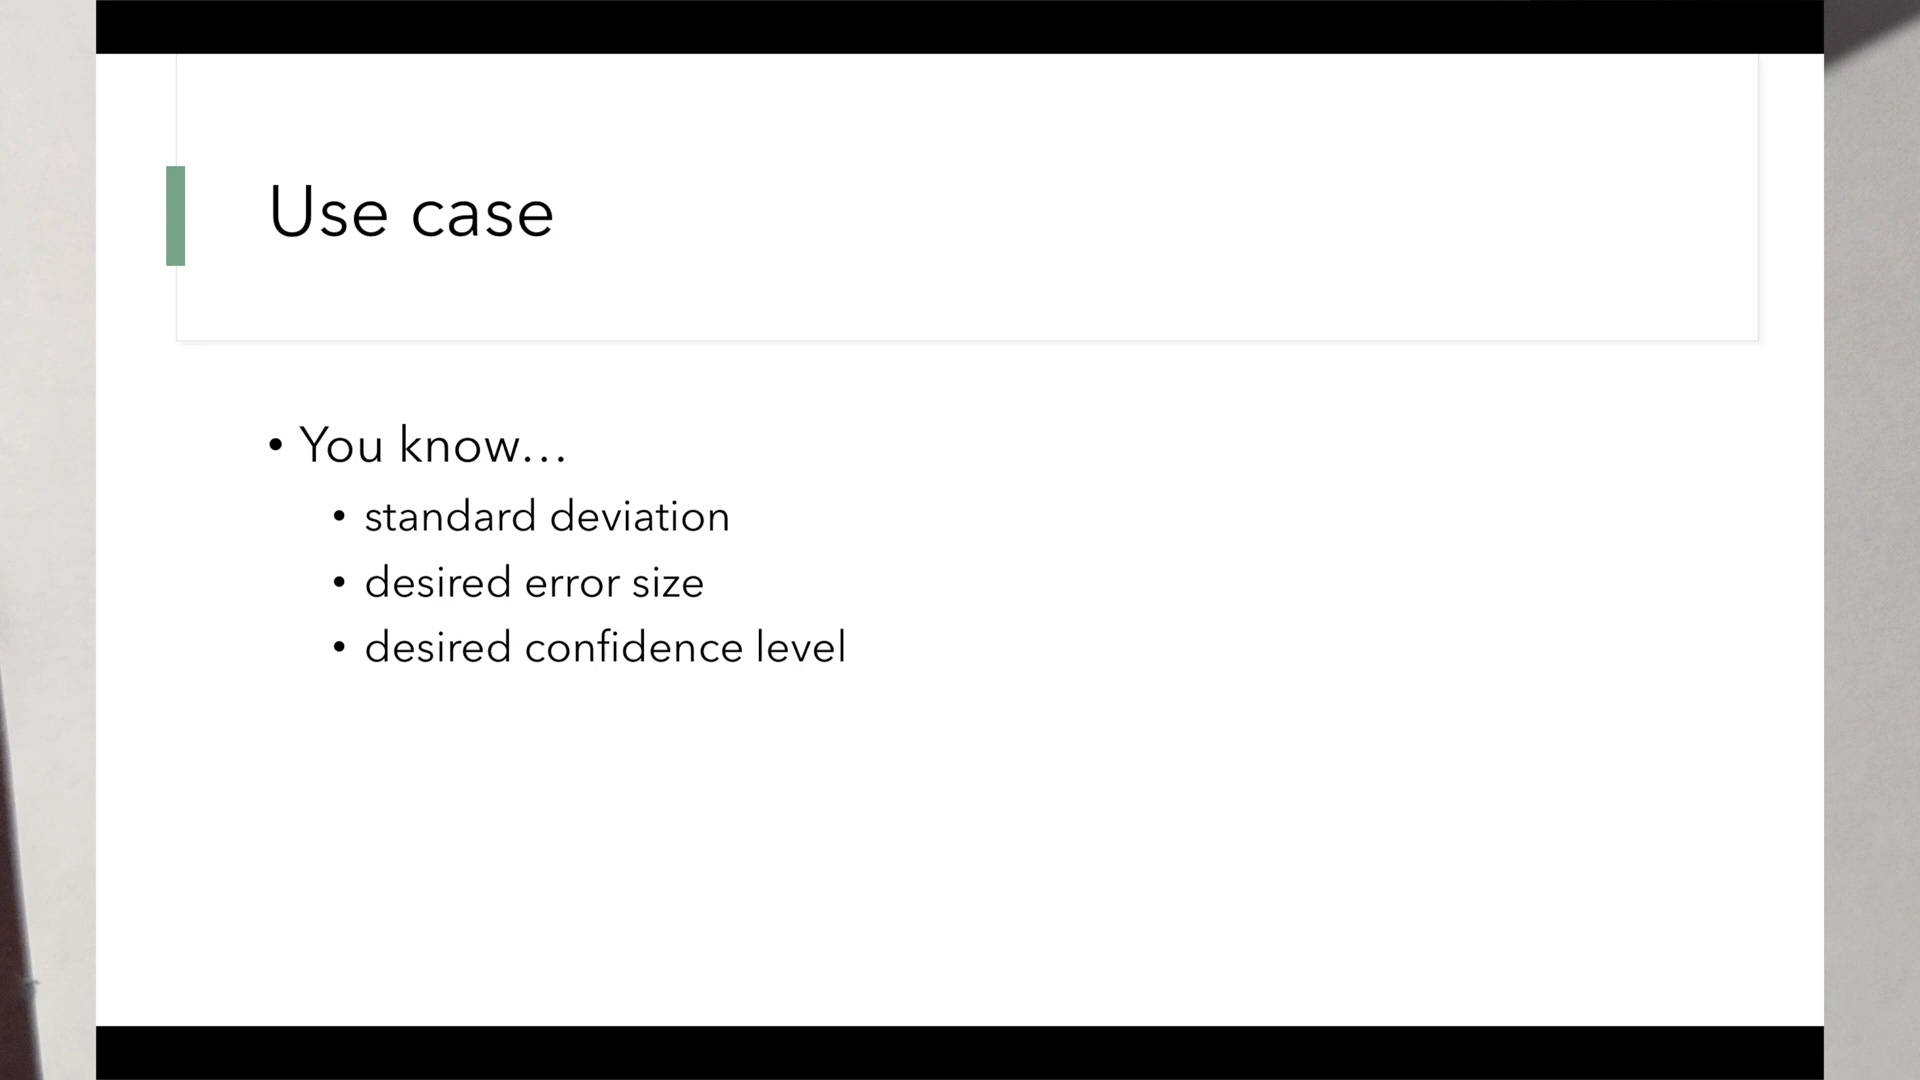 Use case
• You know…
• standard deviation
• desired error size
• desired confidence level